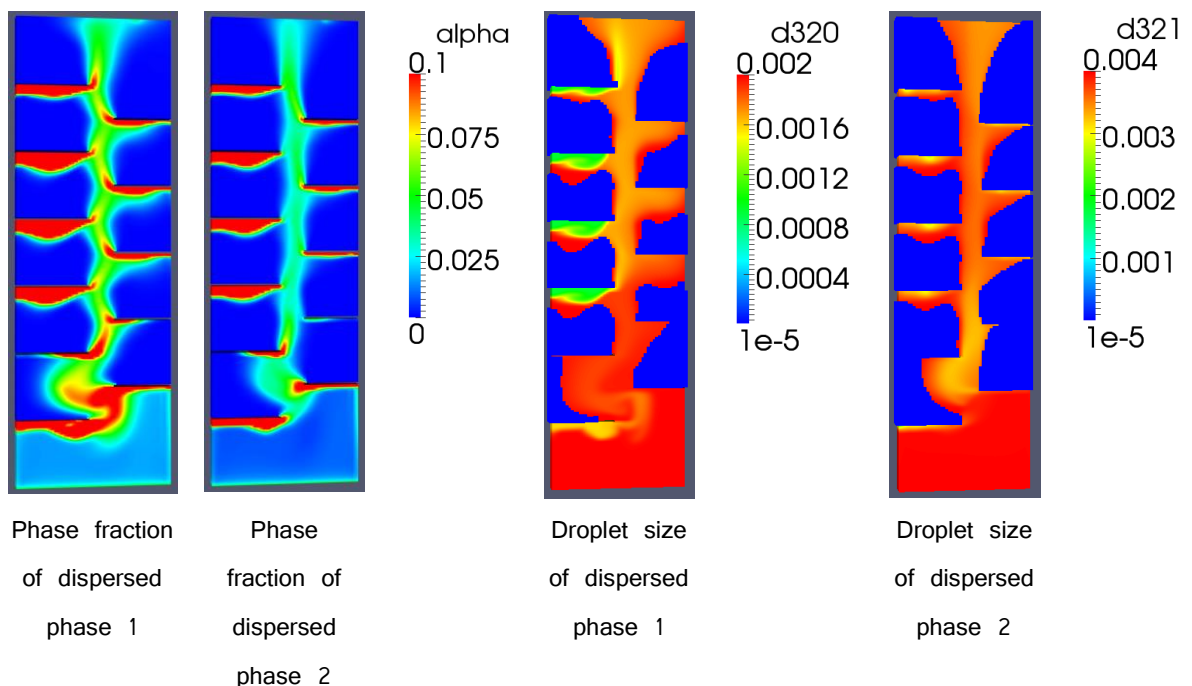 alpha
0.1
0.075
0.05
0.025
0
d320
0.002
0.0016
0.0012
0.0008
0.0004
1e-5
d321
0.004
0.003
0.002
0.001
1e-5
Phase fraction
of dispersed
phase 1
Phase
fraction of
dispersed
phase 2
Droplet size
of dispersed
phase 1
Droplet size
of dispersed
phase 2